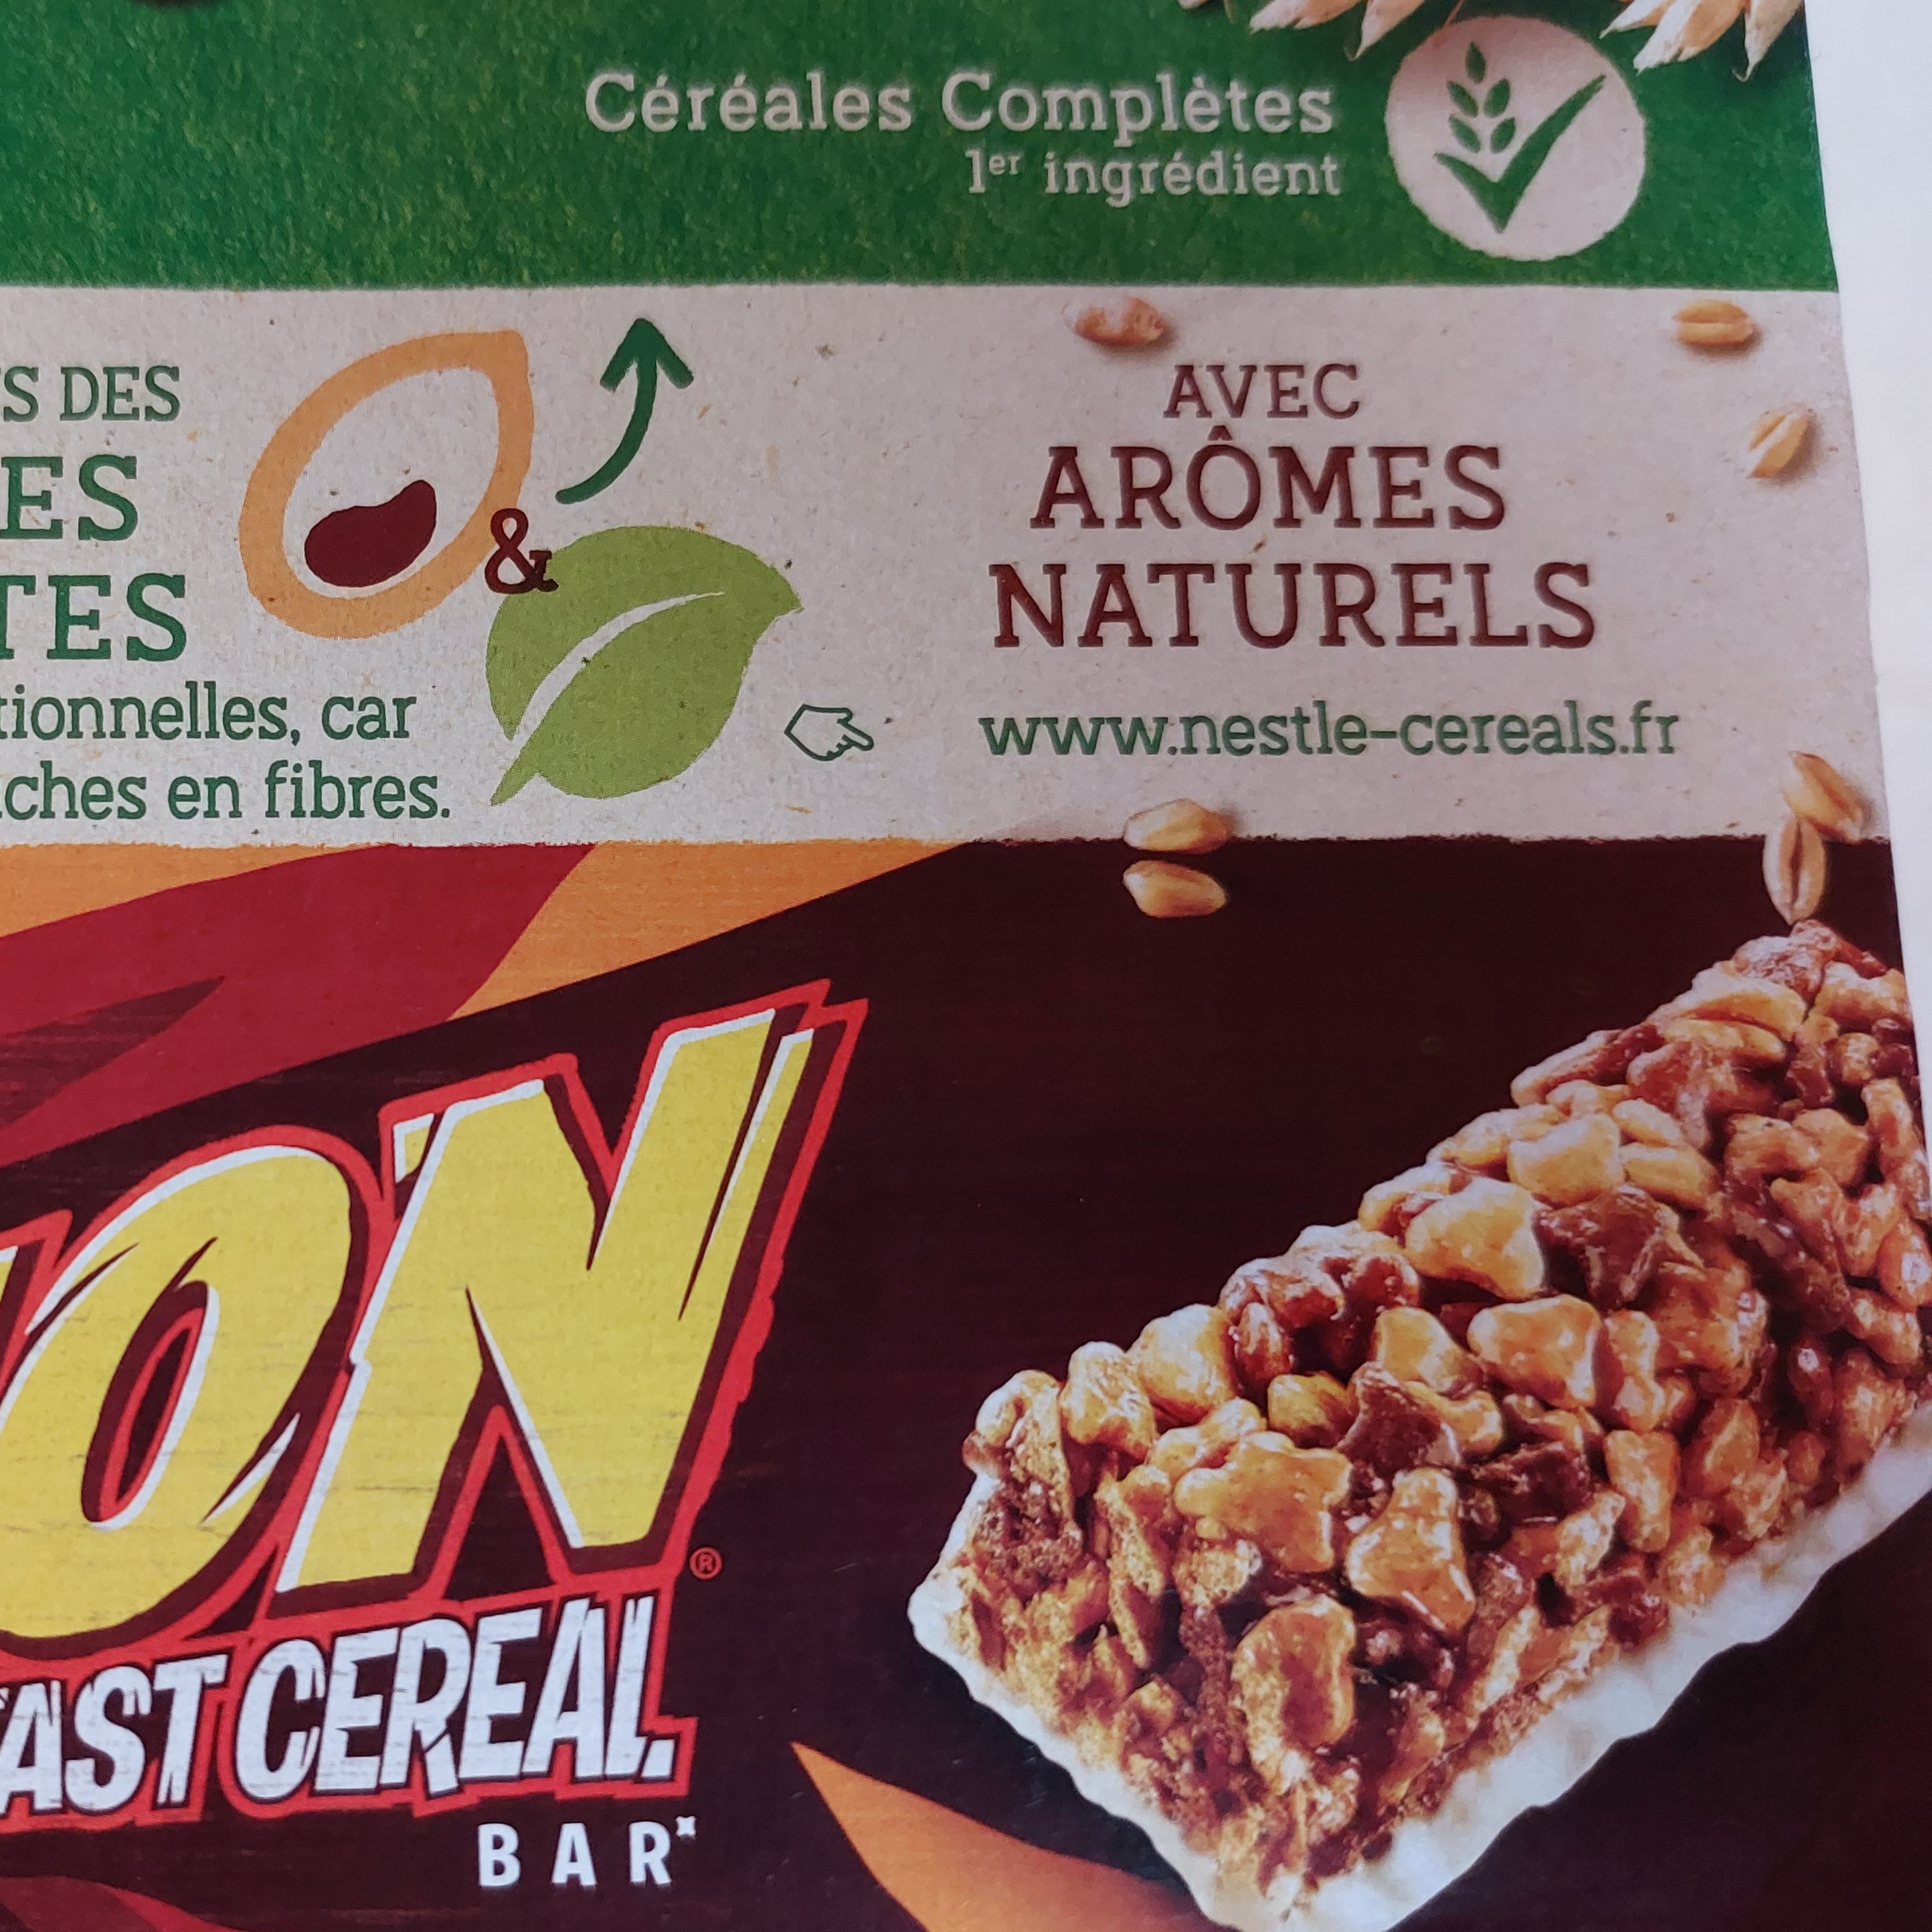 Céréales Complètes
1er ingrédient
S DES
ES
TES
tionnelles, car
ches en fibres.
&
AVEC
ARÔMES
NATURELS
www.nestle-cereals.fr
ION
®
AST CEREAL
BAR*